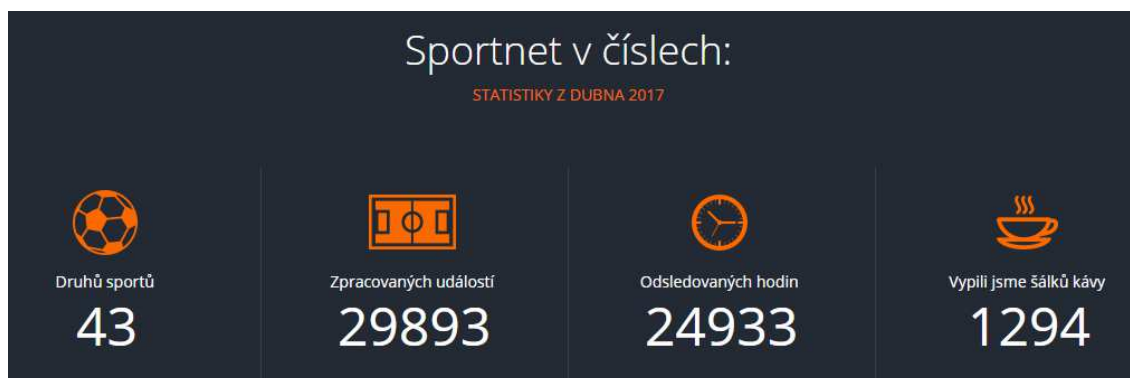 Sportnet v číslech:
STATISTIKY Z DUBNA 2017
Druhů sportů
43
Zpracovaných událostí
29893
Odsledovaných hodin
24933
Vypili jsme šálků kávy
1294